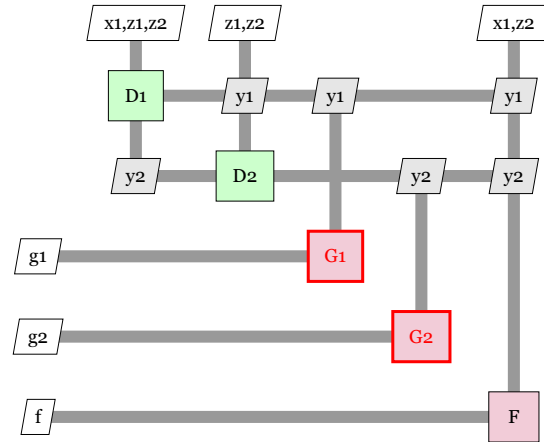 x1,z1,z2 z1,z2 x1,z2
D1 y1 y1 y1
y2 D2 y2 y2
g1 G1
g2 G2
f F